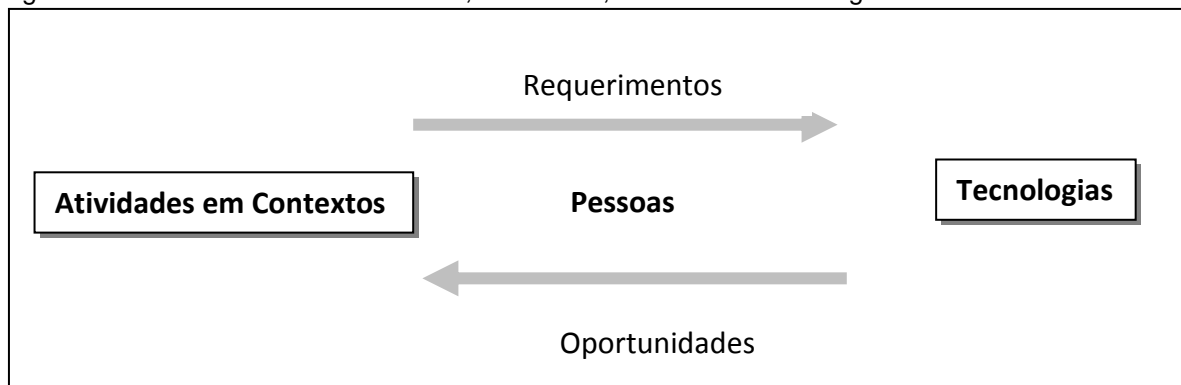 Requerimentos
Atividades em Contextos
Pessoas
Tecnologias
Oportunidades